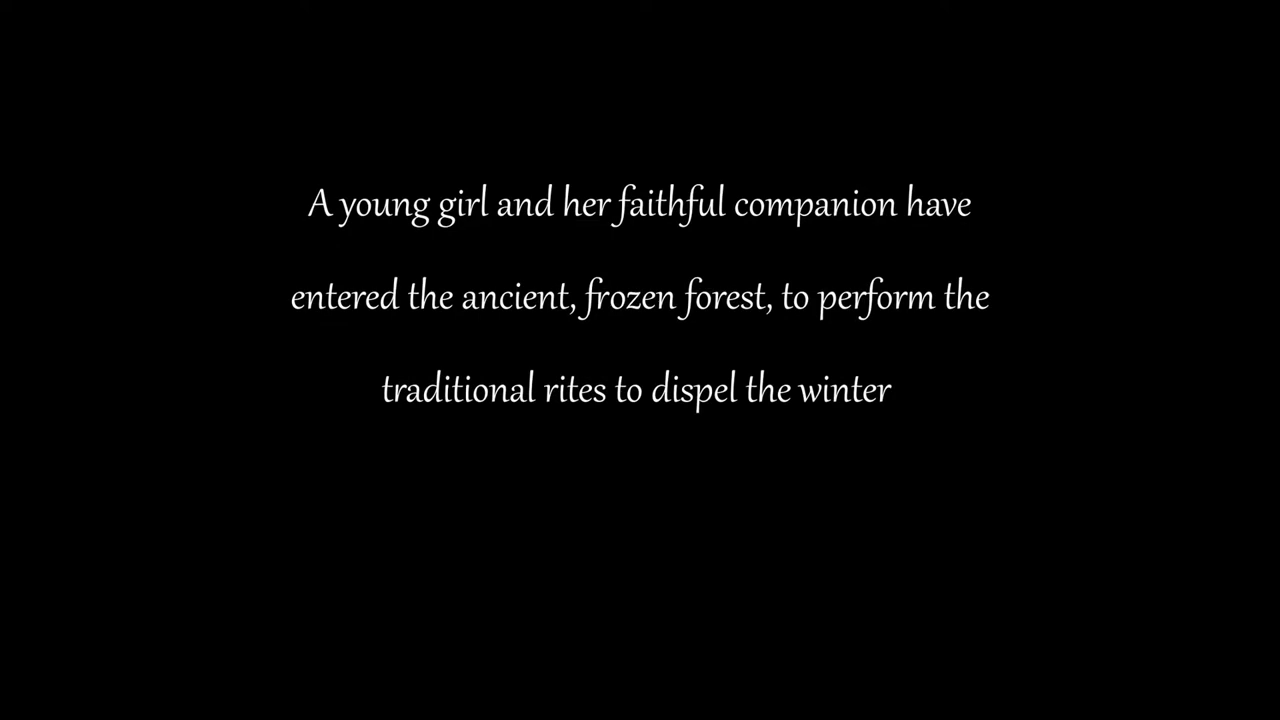 A young girl and her faithful companion have
entered the ancient, frozen forest, to perform the
traditional rites to dispel the winter